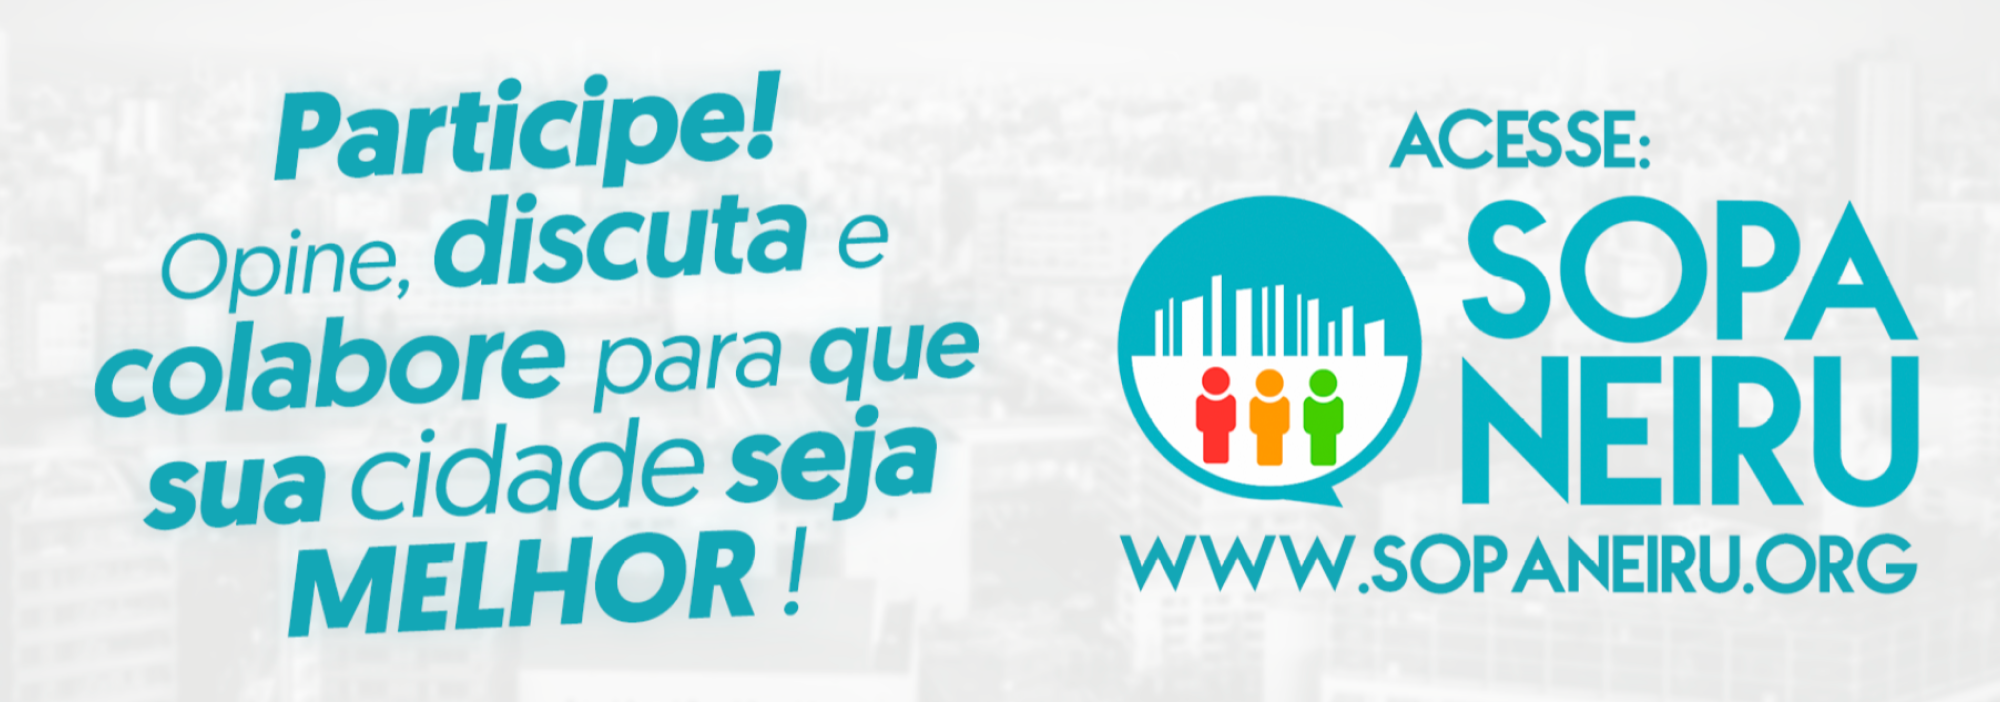 Participe!
Opine, discuta e
colabore para que
sua cidade seja
MELHOR !
ACESSE:
SOPA
NEIRU
WWW.SOPANEIRU.ORG